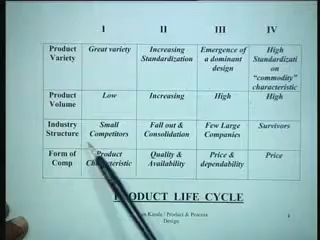 I II III IV
Product Variety Great variety Increasing Standardization Emergence of a dominant design High Standardizati on "commodity" characteristic
Product Volume Low Increasing High High
Industry Structure Small Competitors Fall out & Consolidation Few Large Companies Survivors
Form of Comp Product Characteristic Quality & Availability Price & dependability Price
PRODUCT LIFE CYCLE
Kanda / Product & Process
Design